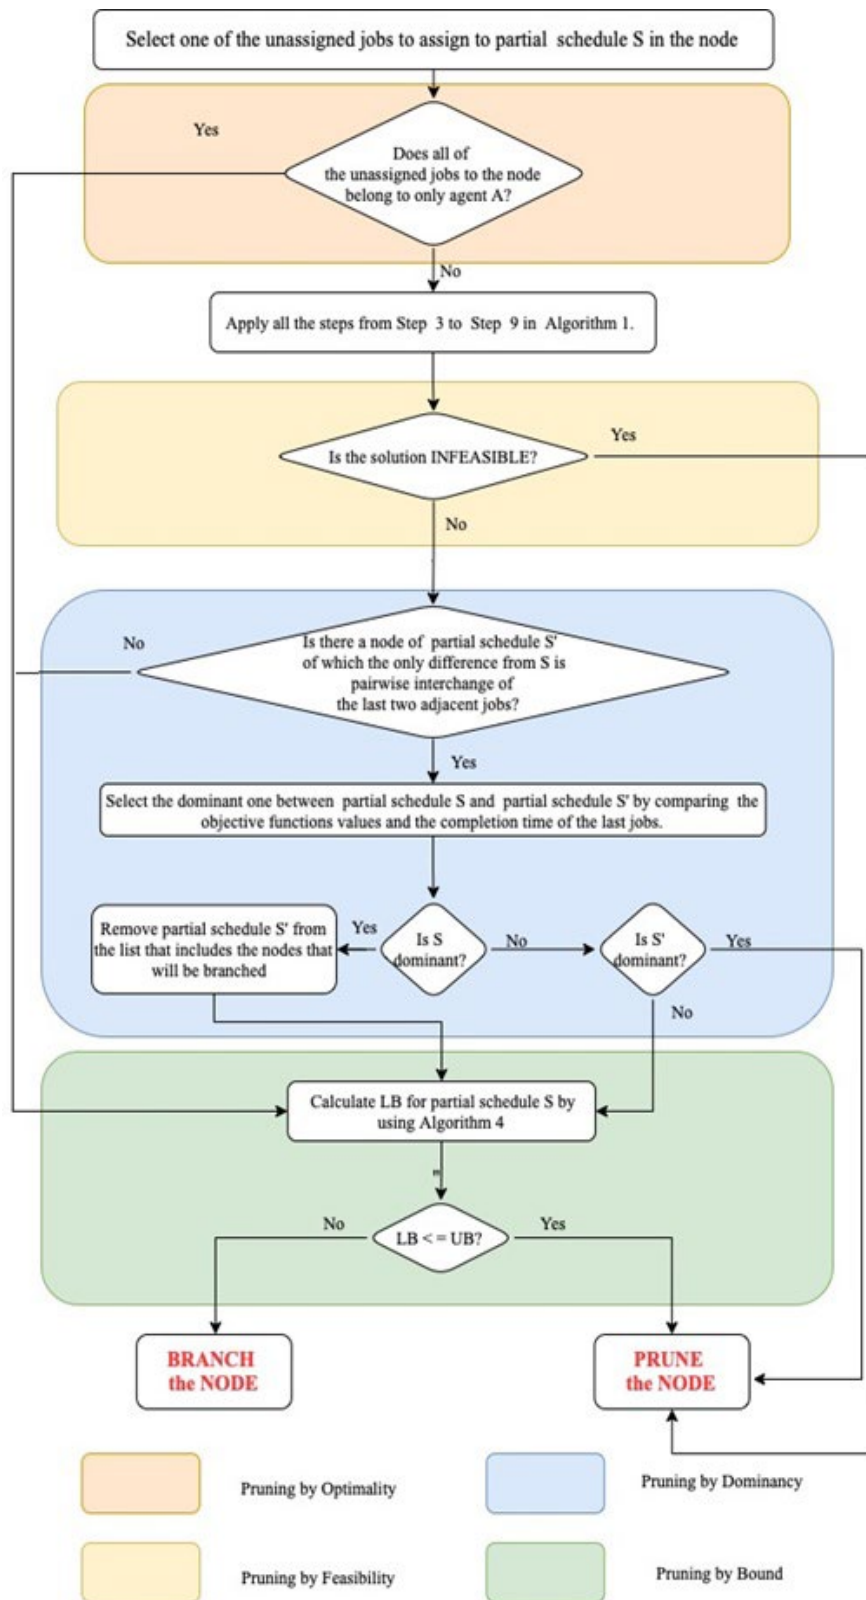 Select one of the unassigned jobs to assign to partial schedule S in the node
Yes
Does all of
the unassigned jobs to the node
belong to only agent A?
No
Apply all the steps from Step 3 to Step 9 in Algorithm 1.
Is the solution INFEASIBLE?
Yes
No
No
Is there a node of partial schedule S'
of which the only difference from S is
pairwise interchange of
the last two adjacent jobs?
Yes
Select the dominant one between partial schedule S and partial schedule S' by comparing the
objective functions values and the completion time of the last jobs.
Remove partial schedule S' from
the list that includes the nodes that
will be branched
Yes
Is S
dominant?
No
Is S'
dominant?
Yes
No
Calculate LB for partial schedule S by
using Algorithm 4
"
No
LB < = UB?
Yes
BRANCH
the NODE
PRUNE
the NODE
Pruning by Optimality
Pruning by Dominancy
Pruning by Feasibility
Pruning by Bound